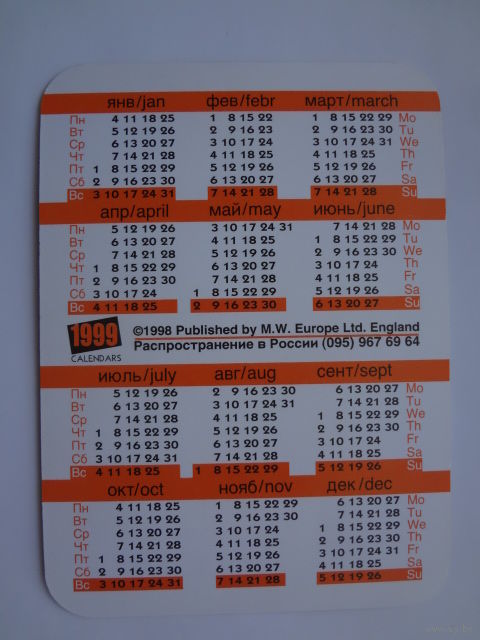 янв/jan фев/febr март/march
Пн 4 11 18 25 1 8 15 22 1 8 15 22 29 Mo
Вт 5 12 19 26 2 9 16 23 2 9 16 23 30 Tu
Ср 6 13 20 27 3 10 17 24 3 10 17 24 31 We
Чт 7 14 21 28 4 11 18 25 4 11 18 25 Th
Пт 1 8 15 22 29 5 12 19 26 5 12 19 26 Fr
Сб 2 9 16 23 30 6 13 20 27 6 13 20 27 Sa
Вс 3 10 17 24 31 7 14 21 28 7 14 21 28 Su
апр/april май/may июнь/june
Пн 5 12 19 26 3 10 17 24 31 7 14 21 28 Mo
Вт 6 13 20 27 4 11 18 25 1 8 15 22 29 Tu
Ср 7 14 21 28 5 12 19 26 2 9 16 23 30 We
Чт 1 8 15 22 29 6 13 20 27 3 10 17 24 Th
Пт 2 9 16 23 30 7 14 21 28 4 11 18 25 Fr
Сб 3 10 17 24 1 8 15 22 29 5 12 19 26 Sa
Вс 4 11 18 25 2 9 16 23 30 6 13 20 27 Su
1999 ©1998 Published by M.W. Europe Ltd. England
CALENDARS Распространение в России (095) 967 69 64
июль/july авг/aug сент/sept
Пн 5 12 19 26 2 9 16 23 30 6 13 20 27 Mo
Вт 6 13 20 27 3 10 17 24 31 7 14 21 28 Tu
Ср 7 14 21 28 4 11 18 25 1 8 15 22 29 We
Чт 1 8 15 22 29 5 12 19 26 2 9 16 23 30 Th
Пт 2 9 16 23 30 6 13 20 27 3 10 17 24 Fr
Сб 3 10 17 24 31 7 14 21 28 4 11 18 25 Sa
Вс 4 11 18 25 1 8 15 22 29 5 12 19 26 Su
окт/oct нояб/nov дек/dec
Пн 4 11 18 25 1 8 15 22 29 6 13 20 27 Mo
Вт 5 12 19 26 2 9 16 23 30 7 14 21 28 Tu
Ср 6 13 20 27 3 10 17 24 1 8 15 22 29 We
Чт 7 14 21 28 4 11 18 25 2 9 16 23 30 Th
Пт 1 8 15 22 29 5 12 19 26 3 10 17 24 31 Fr
Сб 2 9 16 23 30 6 13 20 27 4 11 18 25 Sa
Вс 3 10 17 24 31 7 14 21 28 5 12 19 26 Su